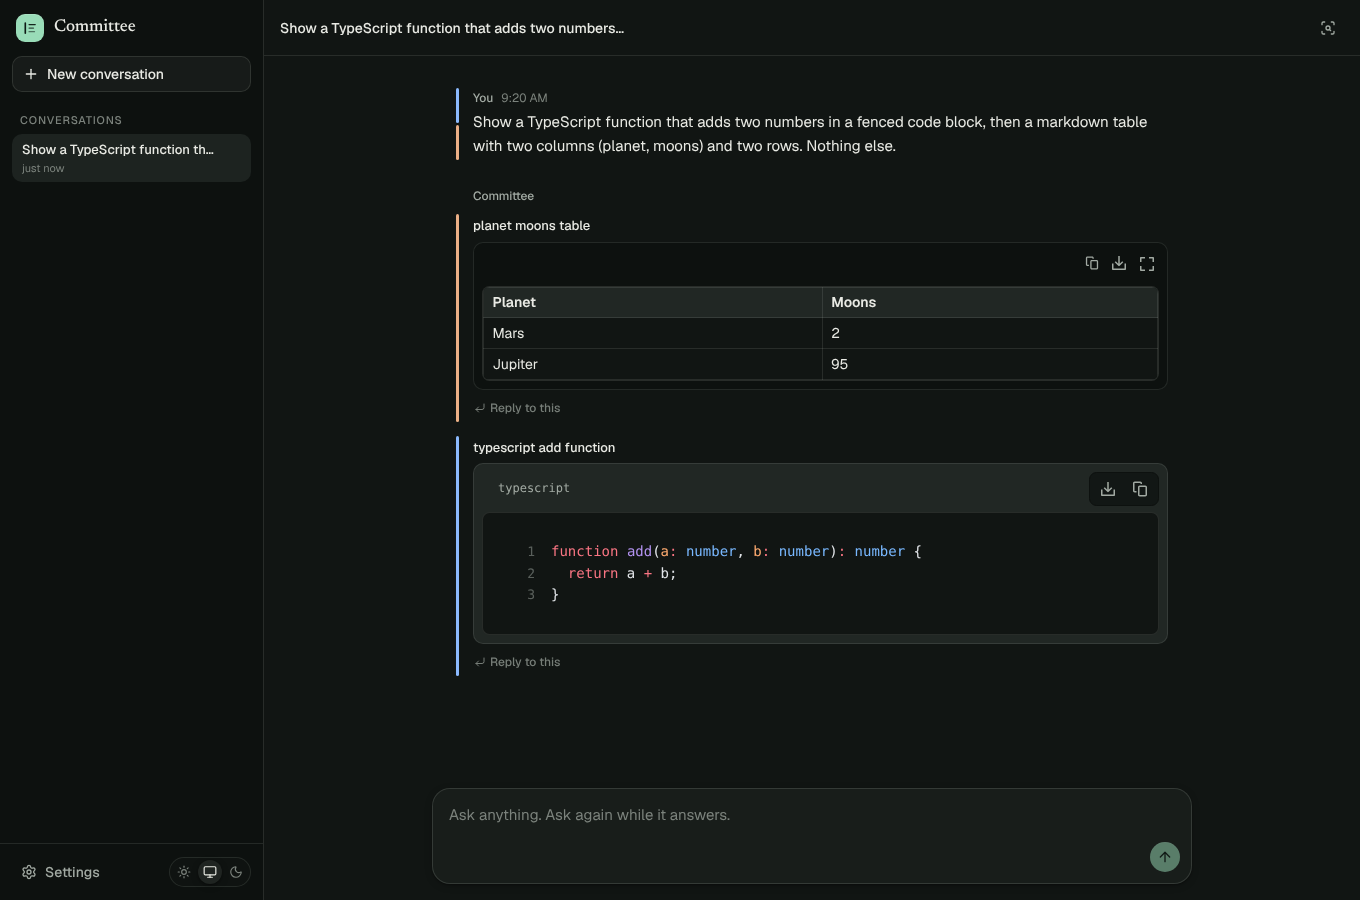 Committee
New conversation
CONVERSATIONS
Show a TypeScript function th...
just now
Settings
Show a TypeScript function that adds two numbers...
You 9:20 AM
Show a TypeScript function that adds two numbers in a fenced code block, then a markdown table
with two columns (planet, moons) and two rows. Nothing else.
Committee
planet moons table
Planet Moons
Mars 2
Jupiter 95
Reply to this
typescript add function
typescript
1 function add(a: number, b: number): number {
2   return a + b;
3 }
Reply to this
Ask anything. Ask again while it answers.